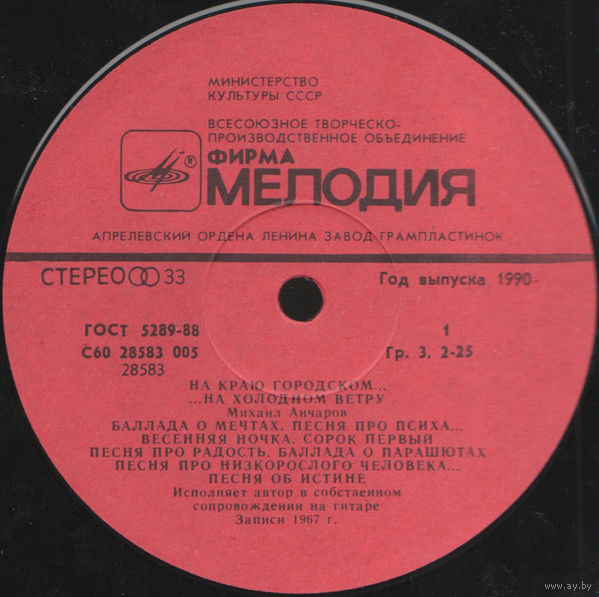 МИНИСТЕРСТВО
КУЛЬТУРЫ СССР
ВСЕСОЮЗНОЕ ТВОРЧЕСКО-
ПРОИЗВОДСТВЕННОЕ ОБЪЕДИНЕНИЕ
ФИРМА
®
МЕЛОДИЯ
АПРЕЛЕВСКИЙ ОРДЕНА ЛЕНИНА ЗАВОД ГРАМПЛАСТИНОК
СТЕРЕО 33
Год выпуска 1990
ГОСТ 5289-88
1
С60 28583 005
Гр. 3. 2-25
28583
НА КРАЮ ГОРОДСКОМ...
...НА ХОЛОДНОМ ВЕТРУ
Михаил Анчаров
БАЛЛАДА О МЕЧТАХ. ПЕСНЯ ПРО ПСИХА...
ВЕСЕННЯЯ НОЧКА. СОРОК ПЕРВЫЙ
ПЕСНЯ ПРО РАДОСТЬ. БАЛЛАДА О ПАРАШЮТАХ
ПЕСНЯ ПРО НИЗКОРОСЛОГО ЧЕЛОВЕКА...
ПЕСНЯ ОБ ИСТИНЕ
Исполняет автор в собственном
сопровождении на гитаре
Записи 1967 г.
www.ay.by